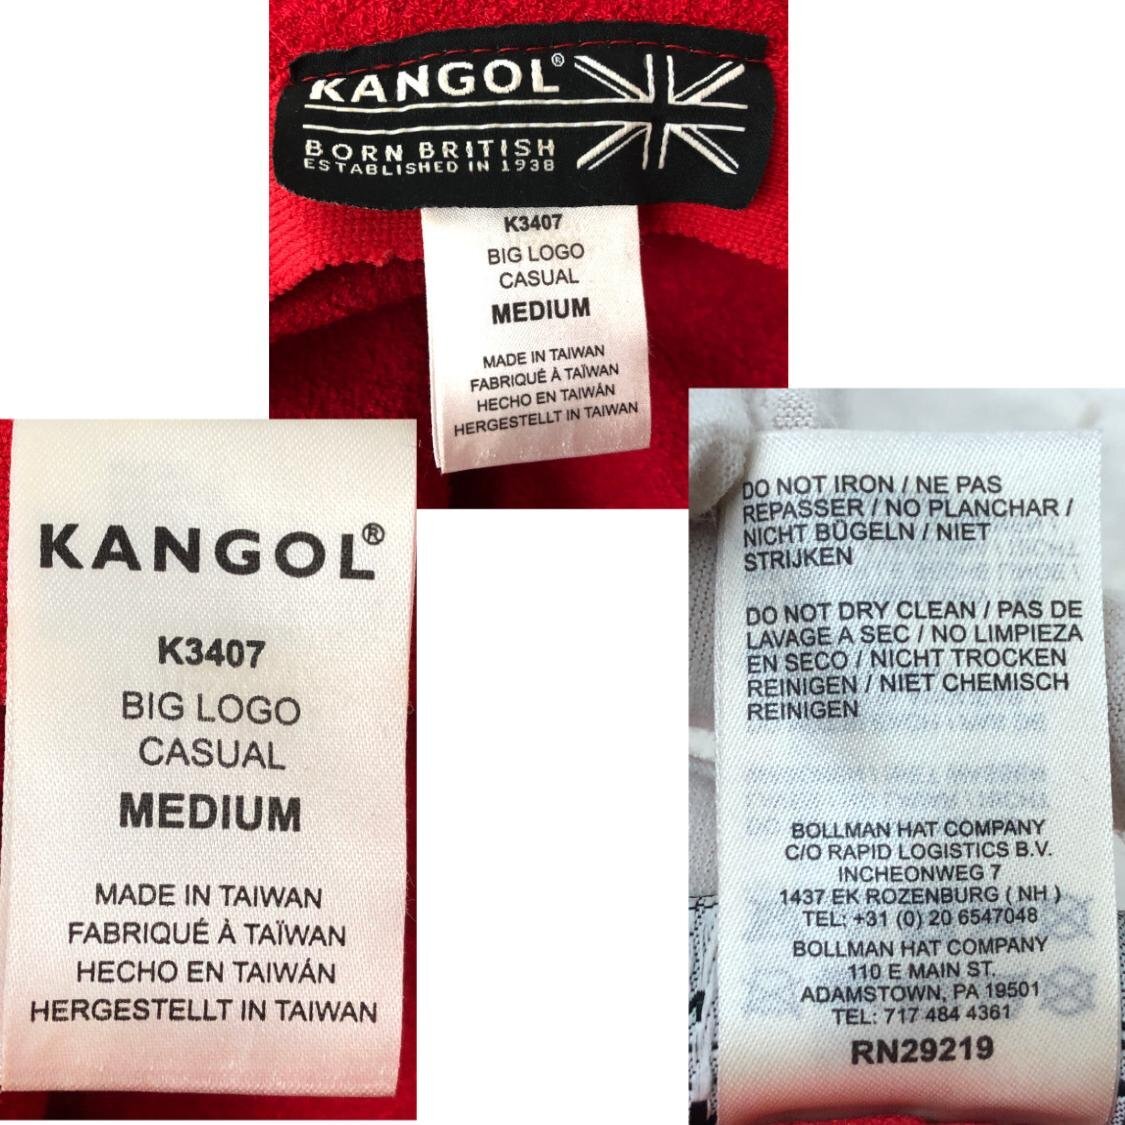 KANGOL®
BORN BRITISH
ESTABLISHED IN 1938
K3407
BIG LOGO
CASUAL
MEDIUM
MADE IN TAIWAN
FABRIQUÉ À TAÏWAN
HECHO EN TAIWÁN
HERGESTELLT IN TAIWAN
KANGOL®
K3407
BIG LOGO
CASUAL
MEDIUM
MADE IN TAIWAN
FABRIQUÉ À TAÏWAN
HECHO EN TAIWÁN
HERGESTELLT IN TAIWAN
DO NOT IRON / NE PAS
REPASSER / NO PLANCHAR /
NICHT BÜGELN / NIET
STRIJKEN
DO NOT DRY CLEAN / PAS DE
LAVAGE A SEC / NO LIMPIEZA
EN SECO / NICHT TROCKEN
REINIGEN / NIET CHEMISCH
REINIGEN
BOLLMAN HAT COMPANY
C/O RAPID LOGISTICS B.V.
INCHEONWEG 7
1437 EK ROZENBURG ( NH )
TEL: +31 (0) 20 6547048
BOLLMAN HAT COMPANY
110 E MAIN ST.
ADAMSTOWN, PA 19501
TEL: 717 484 4361
RN29219